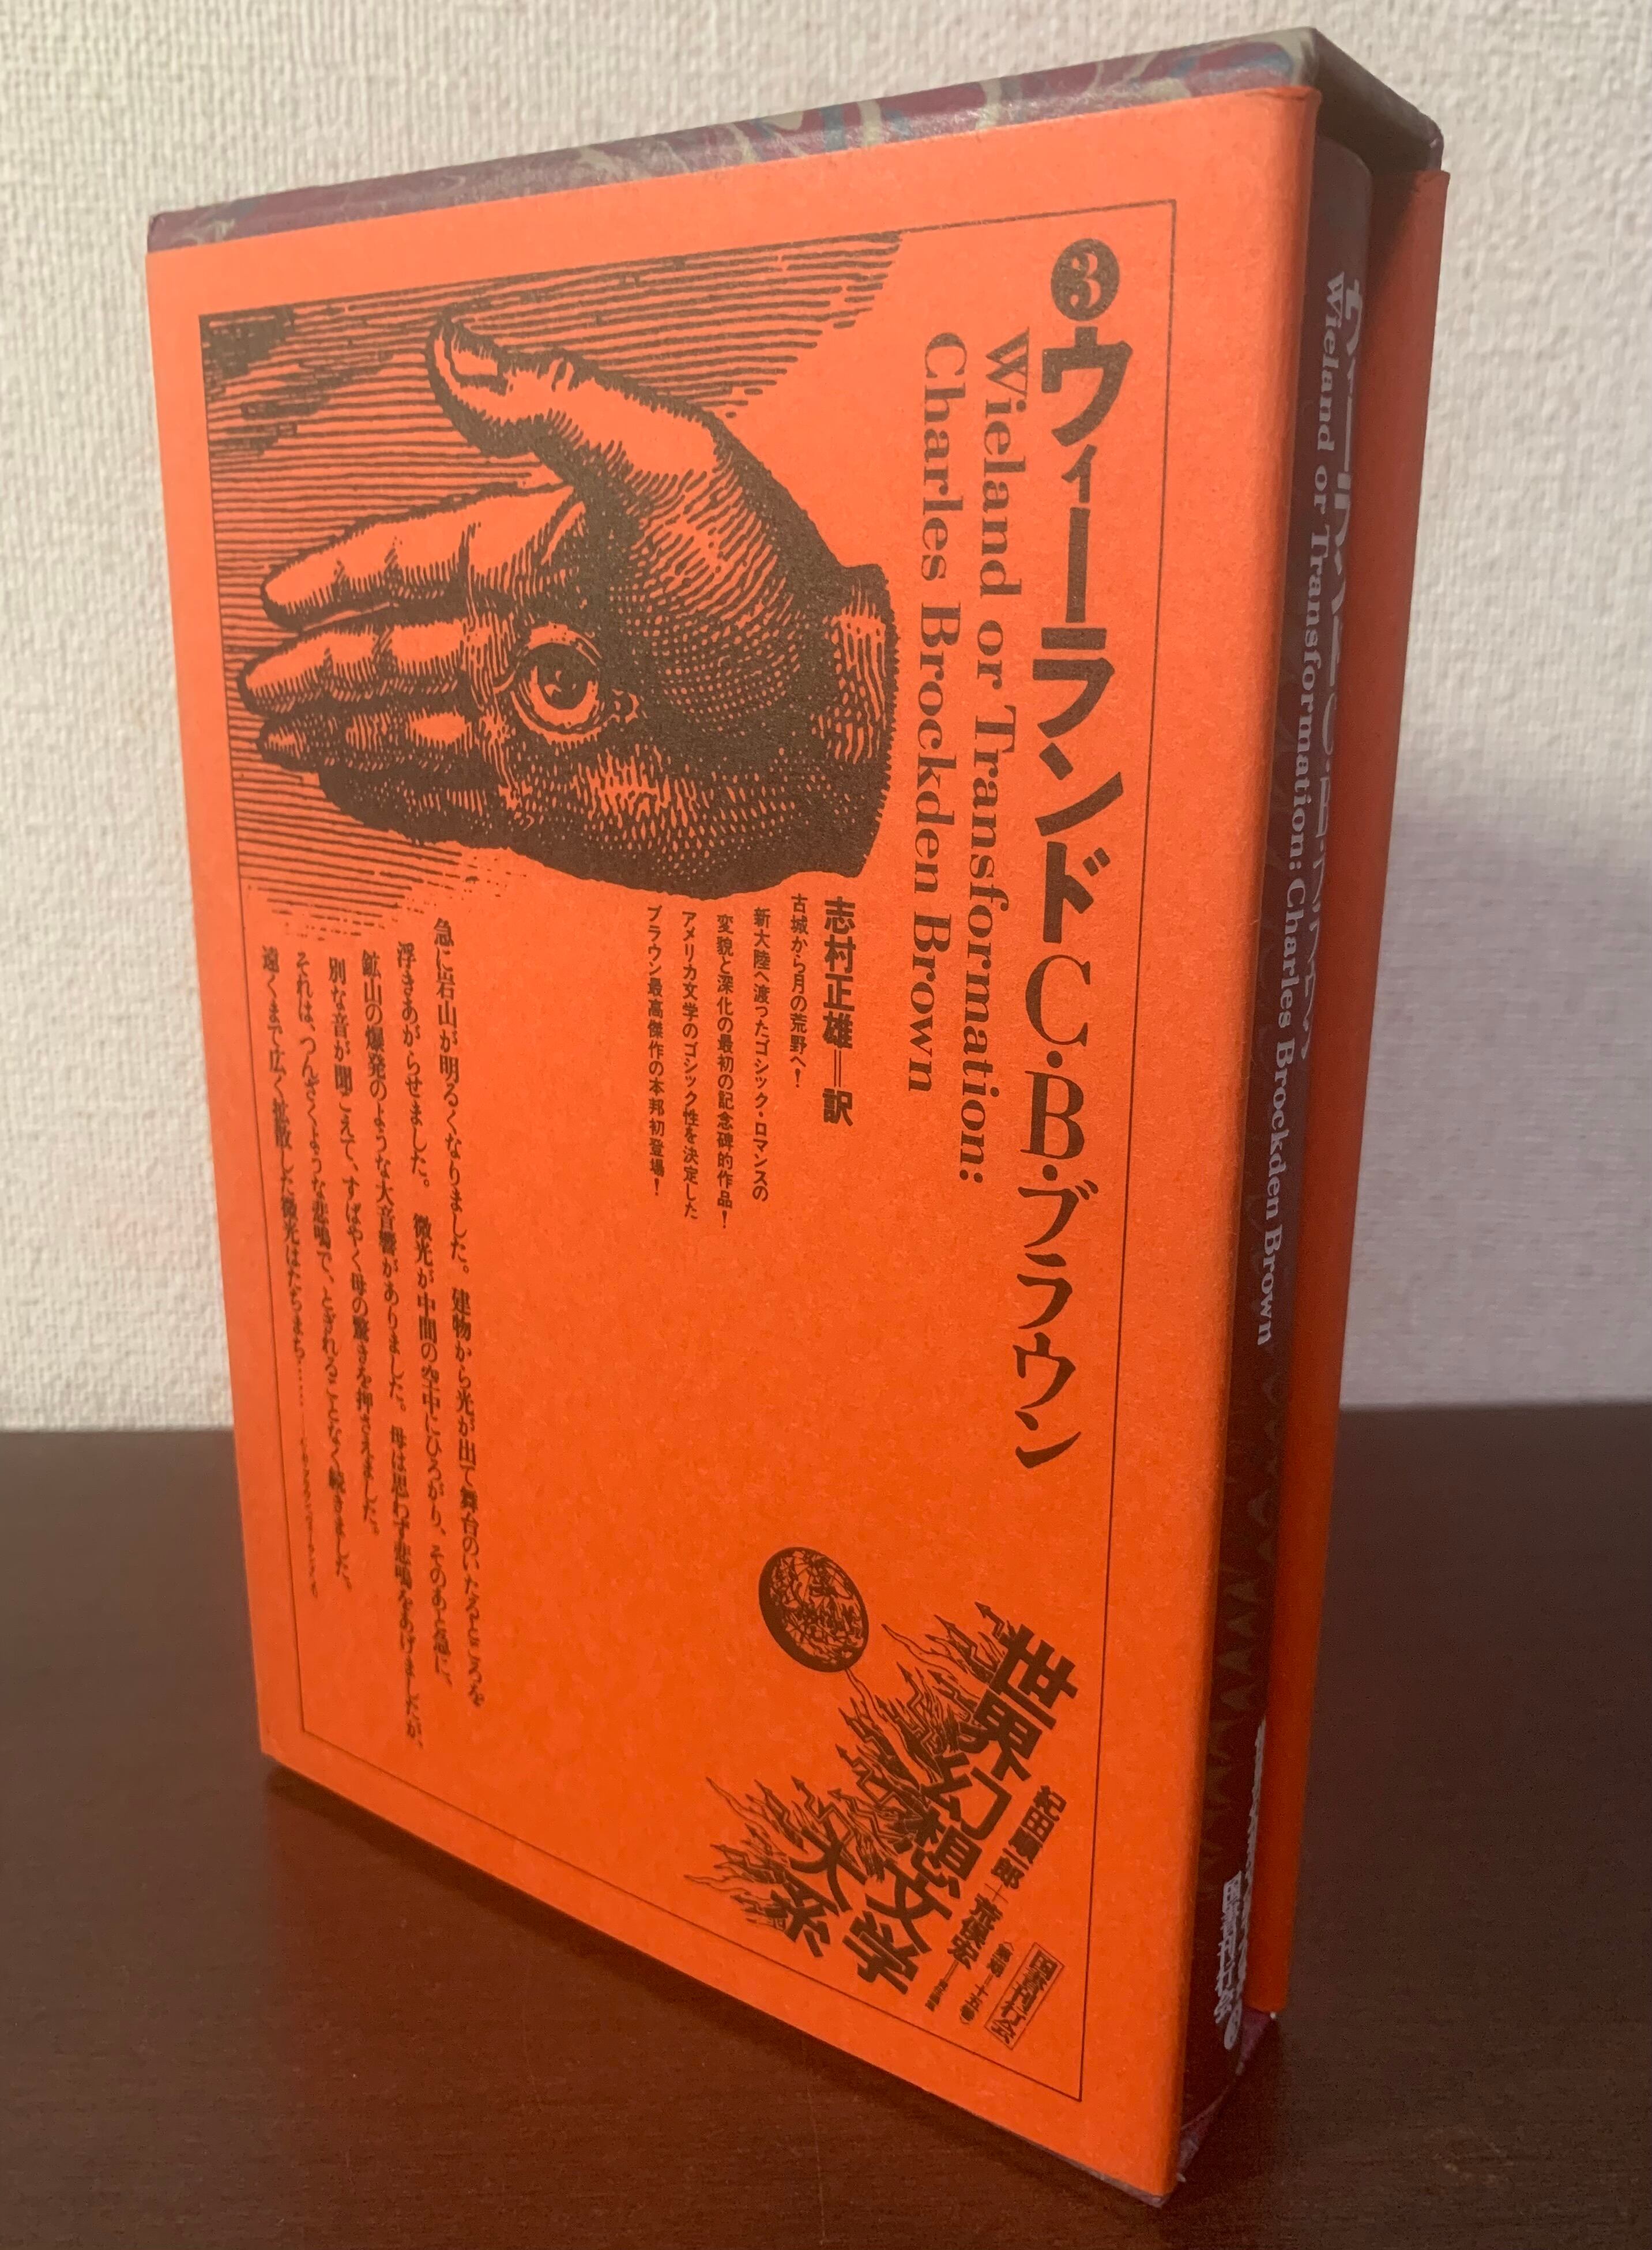 3 ウィーランド C・B・ブラウン
Wieland or Transformation:
Charles Brockden Brown
志村正雄=訳
古城から月の荒野へ!
新大陸へ渡ったゴシック・ロマンスの
変貌と深化の最初の記念碑的作品!
アメリカ文学のゴシック性を決定した
ブラウン最高傑作の本邦初登場!
急に岩山が明るくなりました。建物から光が出て舞台のいたるところを
浮きあがらせました。微光が中間の空中にひろがり、そのあと急に、
鉱山の爆発のような大音響がありました。母は思わず悲鳴をあげましたが、
別な音が聞こえて、すばやく母の驚きを押さえました。
それは、つんざくような悲鳴で、とぎれることなく続きました。
遠くまで広く拡散した微光はたちまち……
世界幻想文学大系
紀田順一郎+荒俣宏
国書刊行会
Wieland or Transformation: Charles Brockden Brown
国書刊行会